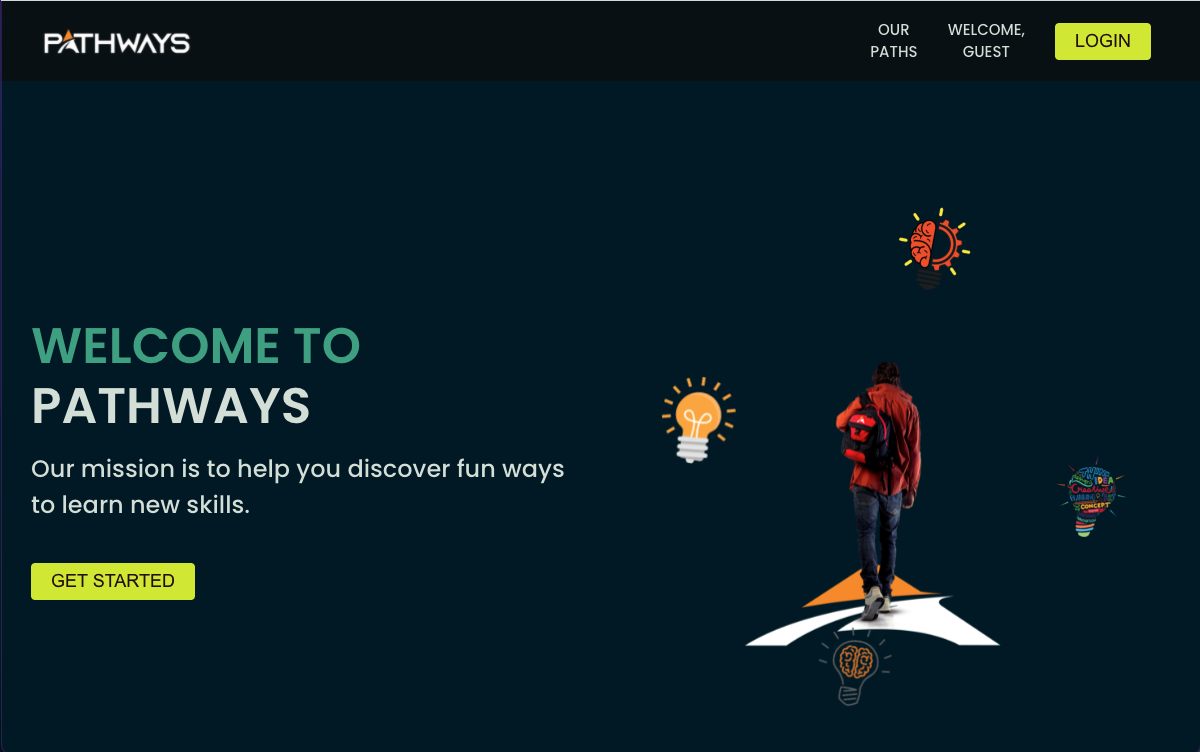 PATHWAYS
OUR
PATHS
WELCOME,
GUEST
LOGIN
WELCOME TO
PATHWAYS
Our mission is to help you discover fun ways
to learn new skills.
GET STARTED
IDEA
Creative
CONCEPT